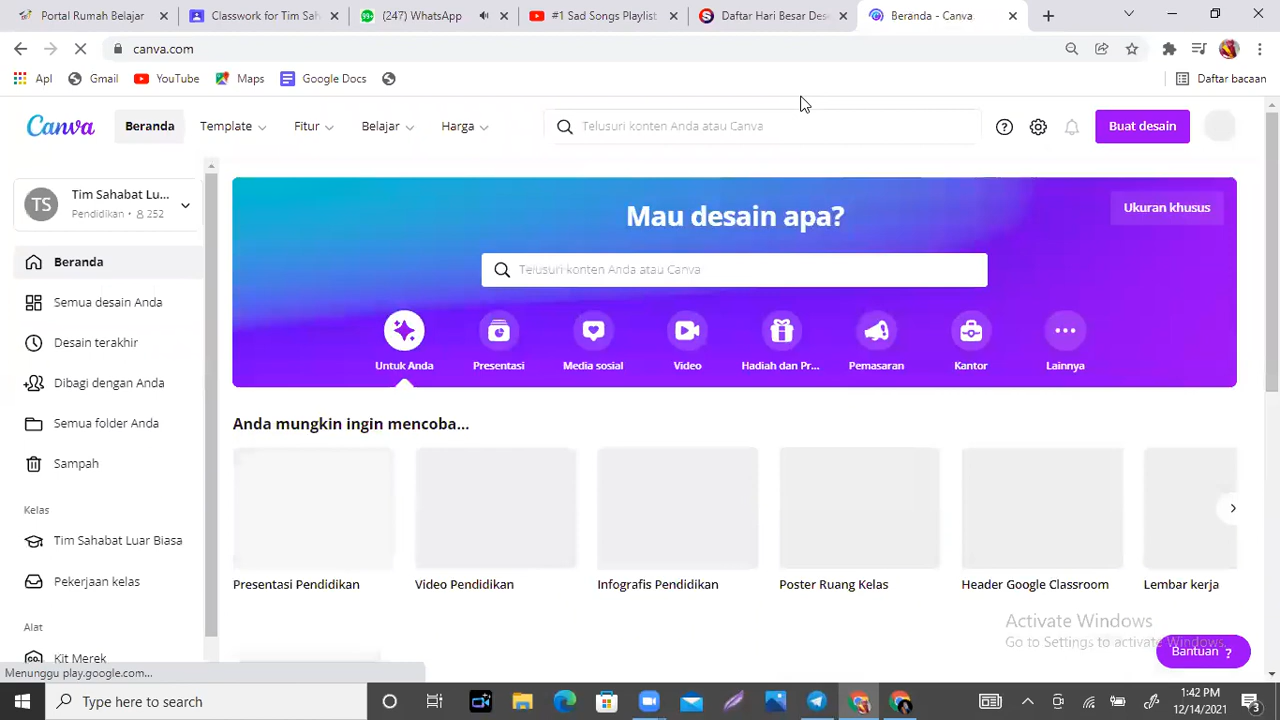 Portal Rumah Belajar
Classwork for Tim Sahab
(247) WhatsApp
#1 Sad Songs Playlist
Daftar Hari Besar Des
Beranda - Canva
canva.com
Apl
Gmail
YouTube
Maps
Google Docs
Daftar bacaan
Canva
Beranda
Template
Fitur
Belajar
Harga
Telusuri konten Anda atau Canva
Buat desain
TS
Tim Sahabat Lu...
Pendidikan • 252
Mau desain apa?
Ukuran khusus
Telusuri konten Anda atau Canva
Untuk Anda
Presentasi
Media sosial
Video
Hadiah dan Pr...
Pemasaran
Kantor
Lainnya
Beranda
Semua desain Anda
Desain terakhir
Dibagi dengan Anda
Semua folder Anda
Sampah
Kelas
Tim Sahabat Luar Biasa
Pekerjaan kelas
Alat
Kit Merek
Anda mungkin ingin mencoba...
Presentasi Pendidikan
Video Pendidikan
Infografis Pendidikan
Poster Ruang Kelas
Header Google Classroom
Lembar kerja
Activate Windows
Go to Settings to activate Windows.
Bantuan ?
Menunggu play.google.com...
Type here to search
1:42 PM
12/14/2021
3